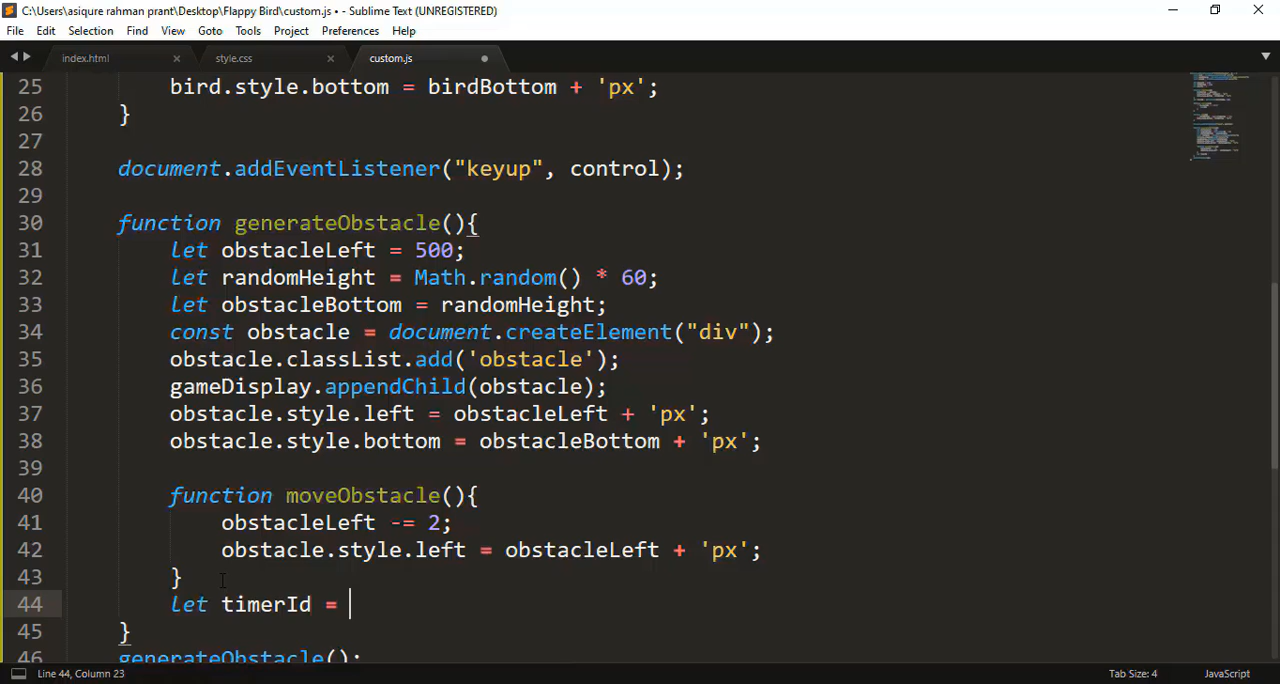 C:\Users\asiqure rahman prant\Desktop\Flappy Bird\custom.js • - Sublime Text (UNREGISTERED)
File Edit Selection Find View Goto Tools Project Preferences Help
index.html style.css custom.js
25 bird.style.bottom = birdBottom + 'px';
26 }
27
28 document.addEventListener("keyup", control);
29
30 function generateObstacle(){
31 let obstacleLeft = 500;
32 let randomHeight = Math.random() * 60;
33 let obstacleBottom = randomHeight;
34 const obstacle = document.createElement("div");
35 obstacle.classList.add('obstacle');
36 gameDisplay.appendChild(obstacle);
37 obstacle.style.left = obstacleLeft + 'px';
38 obstacle.style.bottom = obstacleBottom + 'px';
39
40 function moveObstacle(){
41 obstacleLeft -= 2;
42 obstacle.style.left = obstacleLeft + 'px';
43 }
44 let timerId =
45 }
46 generateObstacle();
Line 44, Column 23 Tab Size: 4 JavaScript